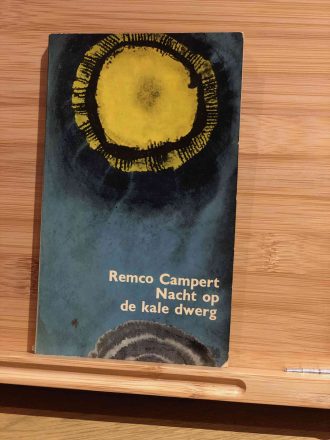 Remco Campert
Nacht op
de kale dwerg